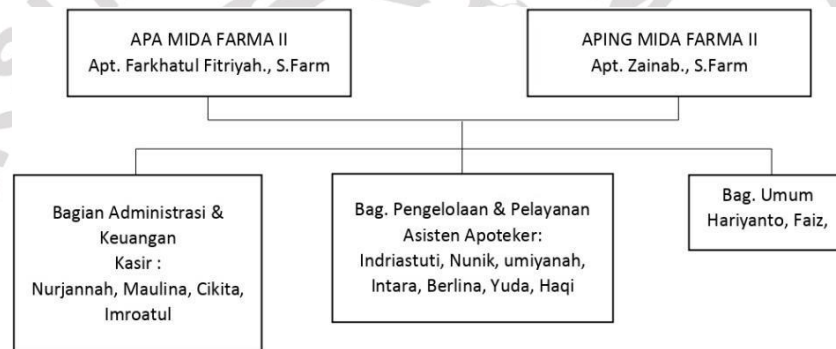 APA MIDA FARMA II
Apt. Farkhatul Fitriyah., S.Farm
APING MIDA FARMA II
Apt. Zainab., S.Farm
Bagian Administrasi &
Keuangan
Kasir :
Nurjannah, Maulina, Cikita,
Imroatul
Bag. Pengelolaan & Pelayanan
Asisten Apoteker:
Indriastuti, Nunik, umiyanah,
Intara, Berlina, Yuda, Haqi
Bag. Umum
Hariyanto, Faiz,